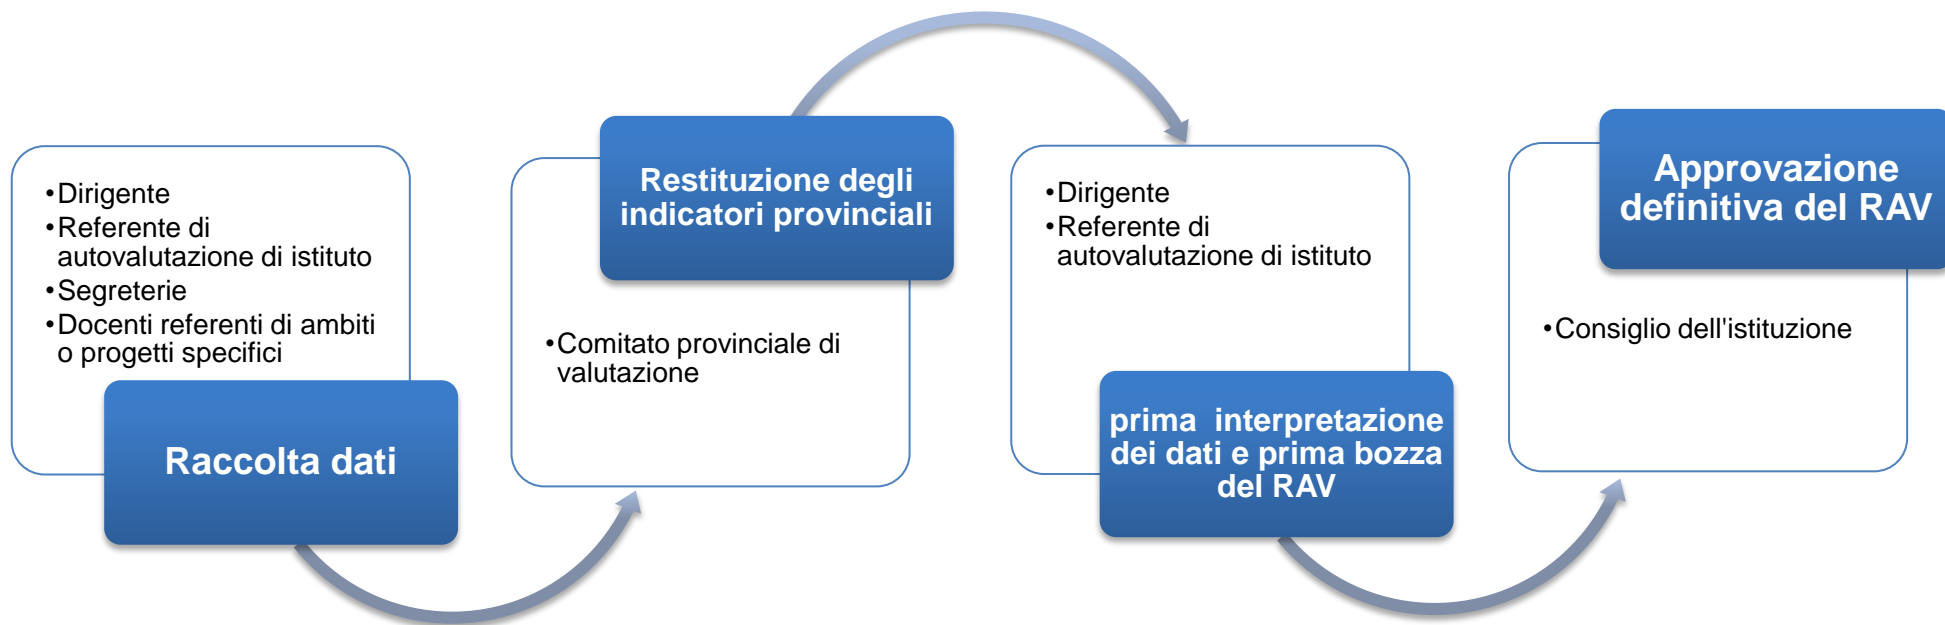 •Dirigente
•Referente di
autovalutazione di istituto
•Segreterie
•Docenti referenti di ambiti
o progetti specifici
Raccolta dati
Restituzione degli
indicatori provinciali
•Comitato provinciale di
valutazione
•Dirigente
•Referente di
autovalutazione di istituto
prima interpretazione
dei dati e prima bozza
del RAV
Approvazione
definitiva del RAV
•Consiglio dell'istituzione